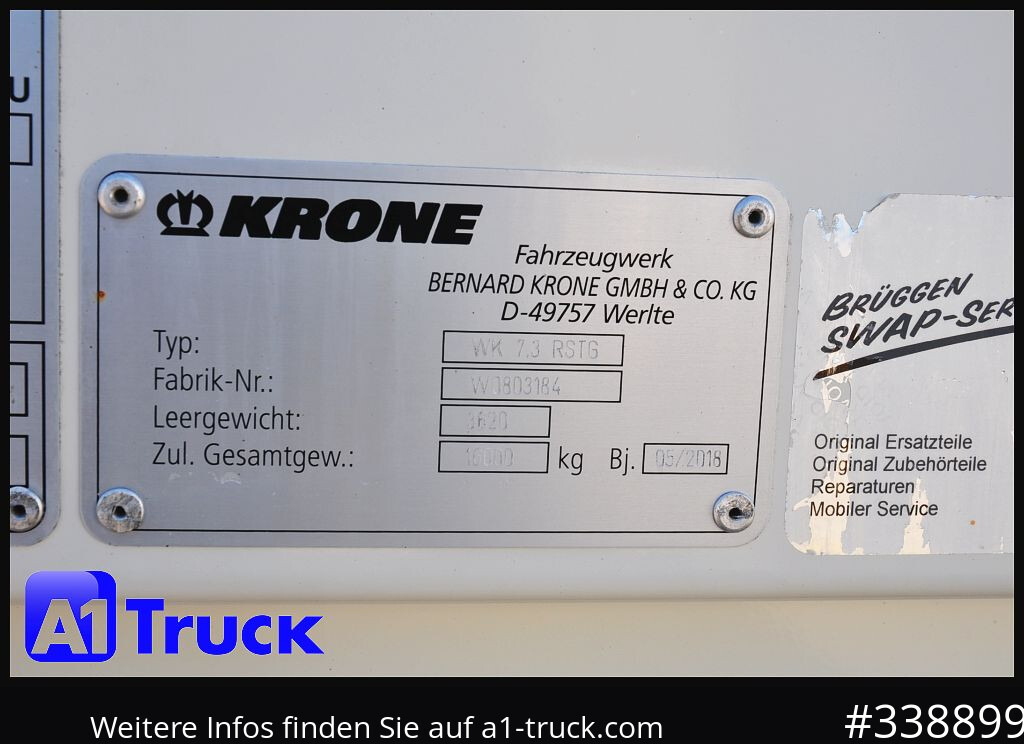 U
KRONE
Fahrzeugwerk
BERNARD KRONE GMBH & CO. KG
D-49757 Werlte
Typ: WK 7.3 RSTG
Fabrik-Nr.: W0803184
Leergewicht: 3620
Zul. Gesamtgew.: 16000 kg Bj. 05/2018
BRÜGGEN
SWAP-SER
Original Ersatzteile
Original Zubehörteile
Reparaturen
Mobiler Service
A1 TRUCK
Weitere Infos finden Sie auf a1-truck.com
#338899